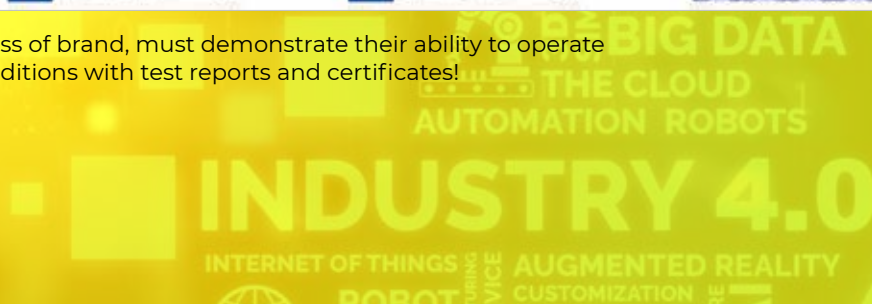 ss of brand, must demonstrate their ability to operate
ditions with test reports and certificates!
BIG DATA
THE CLOUD
AUTOMATION ROBOTS
INDUSTRY 4.0
INTERNET OF THINGS
AUGMENTED REALITY
CUSTOMIZATION
ROBOT